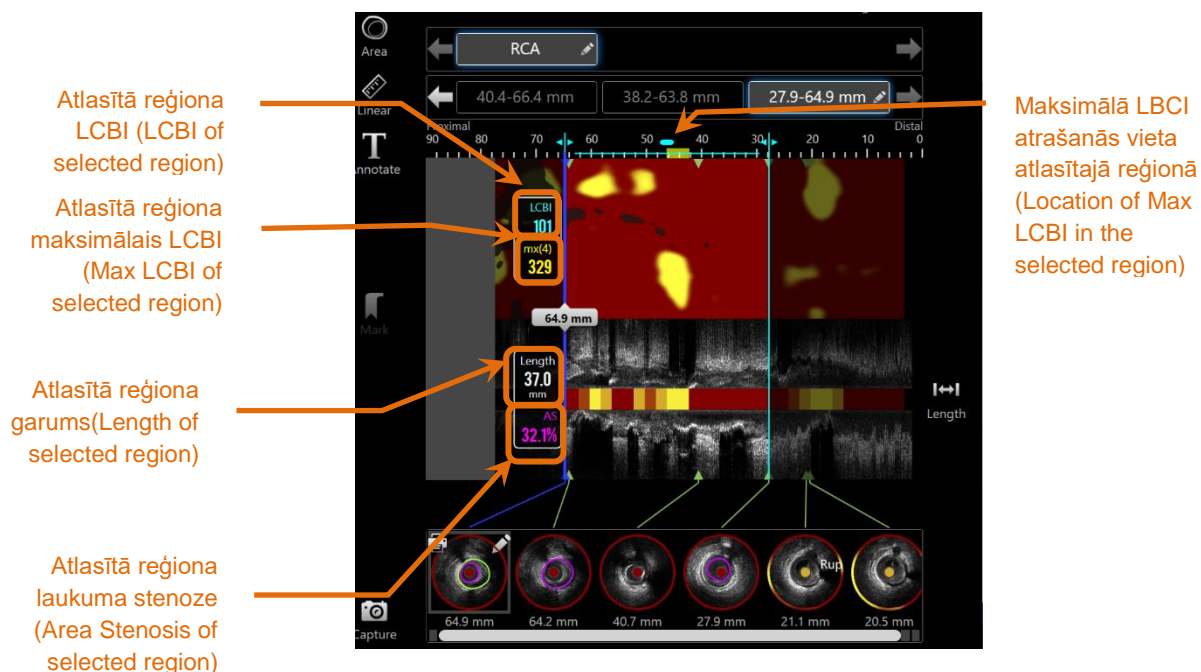 Atlasītā reģiona
LCBI (LCBI of
selected region)
Atlasītā reģiona
maksimālais LCBI
(Max LCBI of
selected region)
Atlasītā reģiona
garums(Length of
selected region)
Atlasītā reģiona
laukuma stenoze
(Area Stenosis of
selected region)
Area
Linear
T
Annotate
Mark
Capture
RCA
40.4-66.4 mm 38.2-63.8 mm 27.9-64.9 mm
Proximal Distal
90 80 70 60 50 40 30 20 10 0
LCBI
101
mx(4)
329
64.9 mm
Length
37.0
mm
AS
32.1%
Length
Rup
64.9 mm 64.2 mm 40.7 mm 27.9 mm 21.1 mm 20.5 mm
Maksimālā LBCI
atrašanās vieta
atlasītajā reģionā
(Location of Max
LCBI in the
selected region)